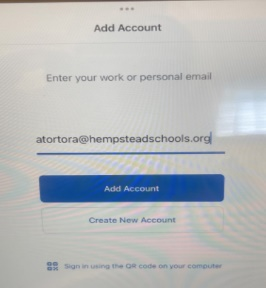 Add Account
Enter your work or personal email
atortora@hempsteadschools.org
Add Account
Create New Account
Sign in using the QR code on your computer